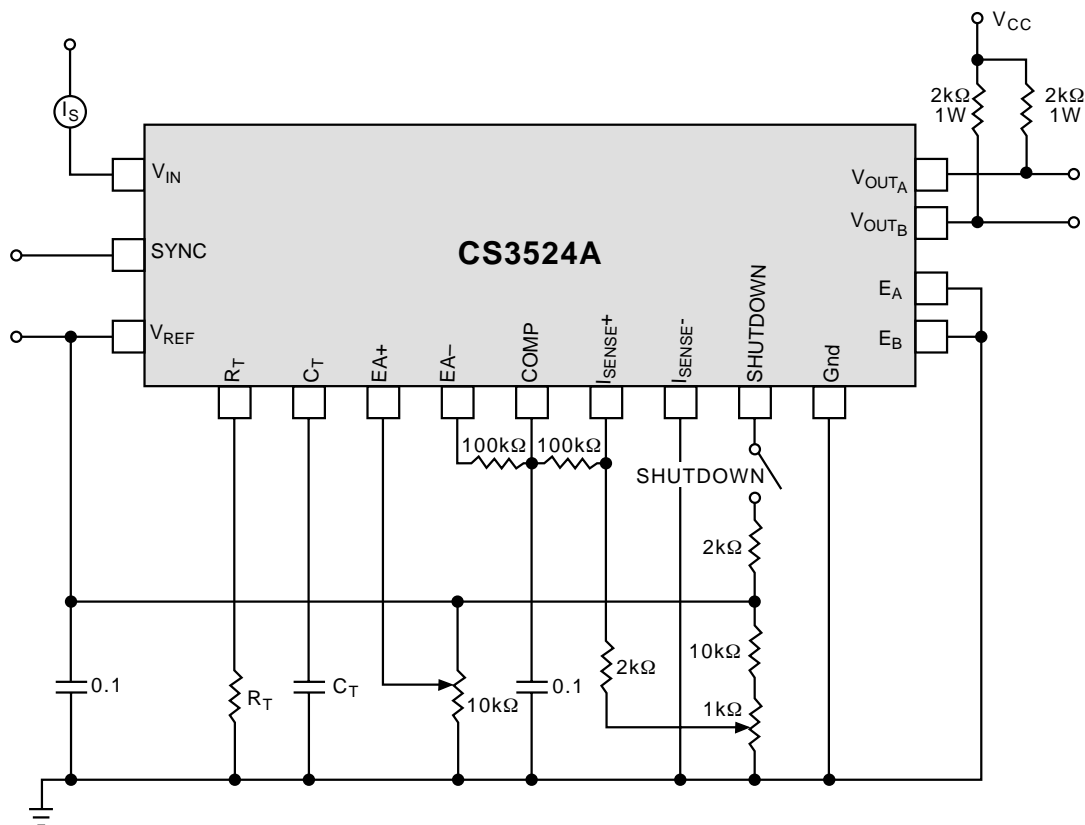 V_CC
I_S
2kΩ
1W
2kΩ
1W
V_IN
V_OUT_A
V_OUT_B
SYNC
CS3524A
E_A
V_REF
E_B
R_T
C_T
EA+
EA–
COMP
I_SENSE+
I_SENSE-
SHUTDOWN
Gnd
100kΩ
100kΩ
SHUTDOWN
2kΩ
10kΩ
2kΩ
0.1
R_T
C_T
10kΩ
0.1
1kΩ